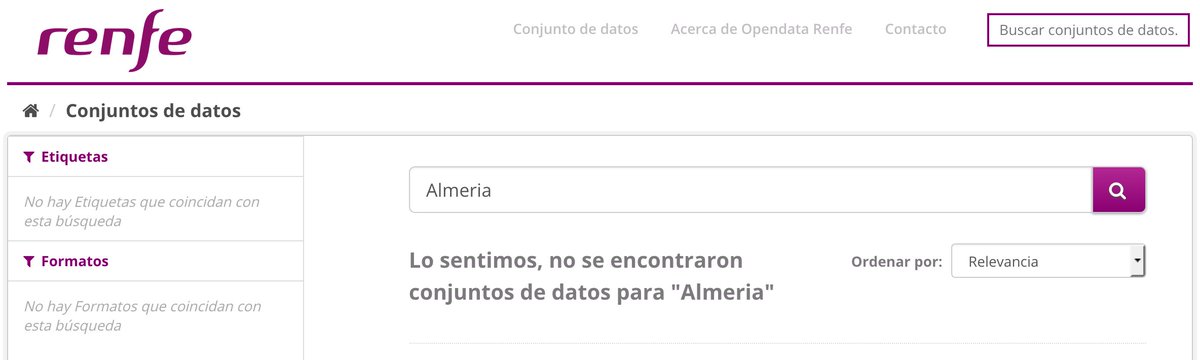 renfe
Conjunto de datos
Acerca de Opendata Renfe
Contacto
Buscar conjuntos de datos.
/ Conjuntos de datos
Etiquetas
No hay Etiquetas que coincidan con
esta búsqueda
Formatos
No hay Formatos que coincidan con
esta búsqueda
Almeria
Lo sentimos, no se encontraron
conjuntos de datos para "Almeria"
Ordenar por:
Relevancia